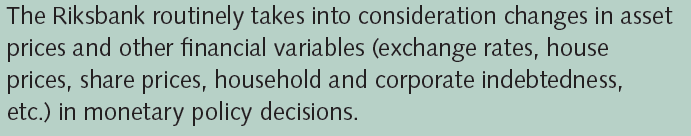 The Riksbank routinely takes into consideration changes in asset
prices and other financial variables (exchange rates, house
prices, share prices, household and corporate indebtedness,
etc.) in monetary policy decisions.